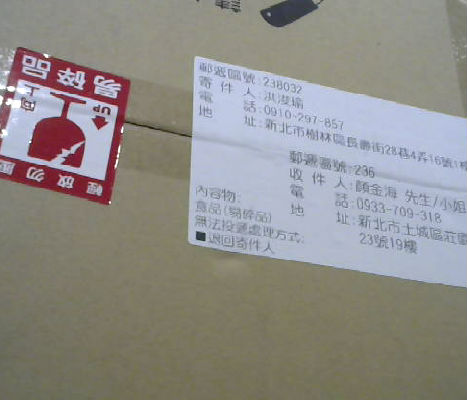 易碎品
向上
UP
輕放勿壓
郵遞區號:238032
寄 件 人:洪浚瑜
電 話:0910-297-857
地 址:新北市樹林區長壽街28巷4弄16號1樓
郵遞區號:236
收 件 人:顏金海 先生/小姐
電 話:0933-709-318
地 址:新北市土城區莊
23號19樓
內容物:
食品(易碎品)
無法投遞處理方式:
■退回寄件人